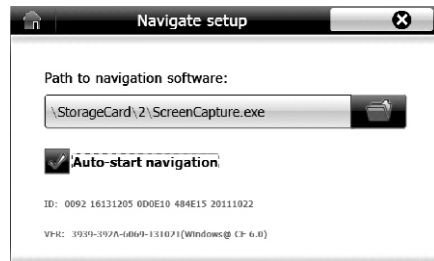 Navigate setup
Path to navigation software:
\StorageCard\2\ScreenCapture.exe
Auto-start navigation
ID: 0092 16131205 0D0E10 484E15 20111022
VER: 3939-392A-6069-131021(Windows@ CE 6.0)